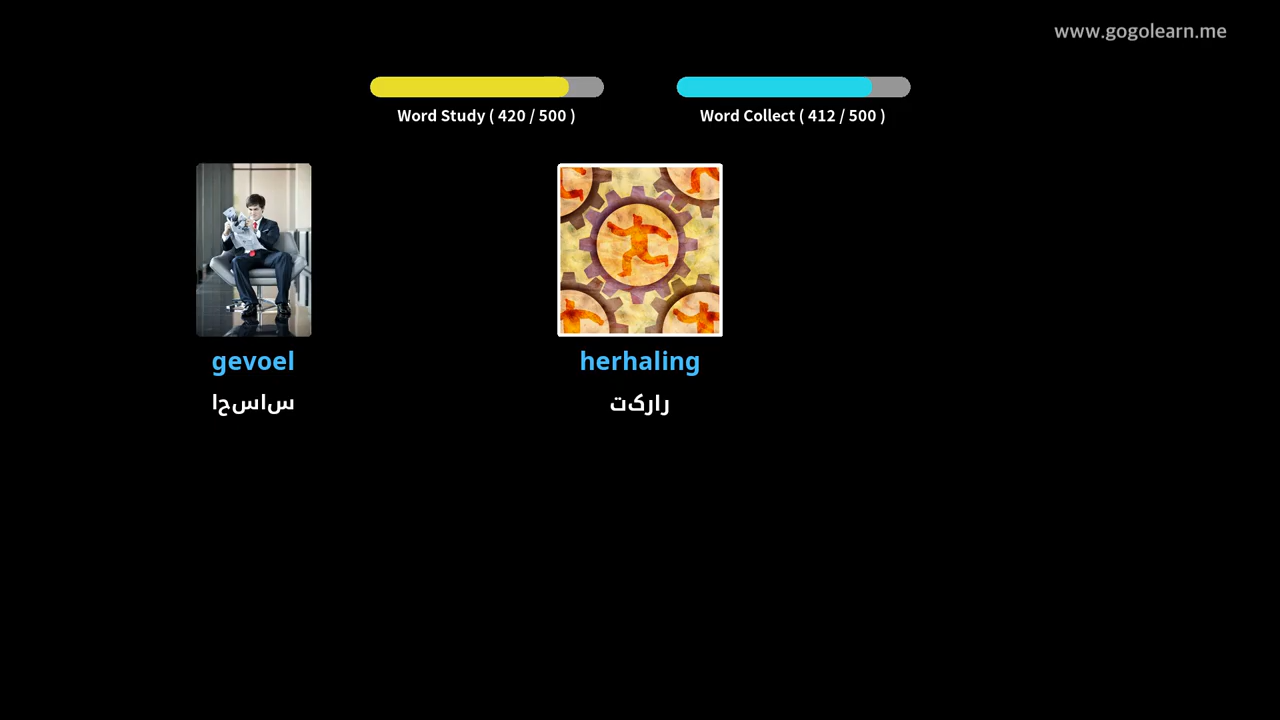 www.gogolearn.me
Word Study ( 420 / 500 )
Word Collect ( 412 / 500 )
gevoel
ساسحا
herhaling
رارکت